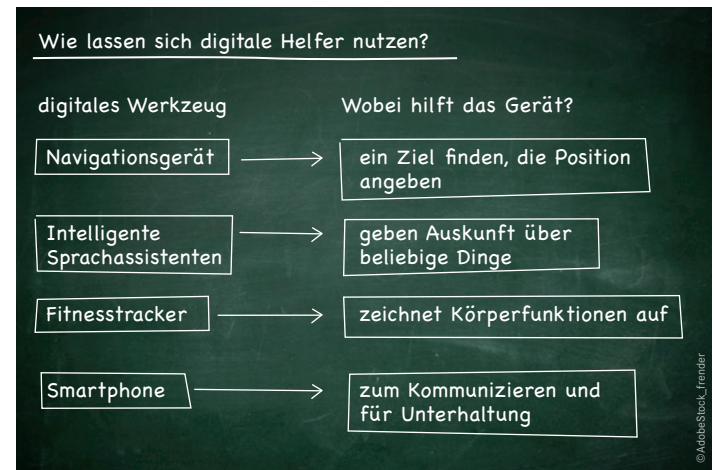 Wie lassen sich digitale Helfer nutzen?
digitales Werkzeug
Wobei hilft das Gerät?
Navigationsgerät
ein Ziel finden, die Position
angeben
Intelligente
Sprachassistenten
geben Auskunft über
beliebige Dinge
Fitnesstracker
zeichnet Körperfunktionen auf
Smartphone
zum Kommunizieren und
für Unterhaltung
©AdobeStock_frender